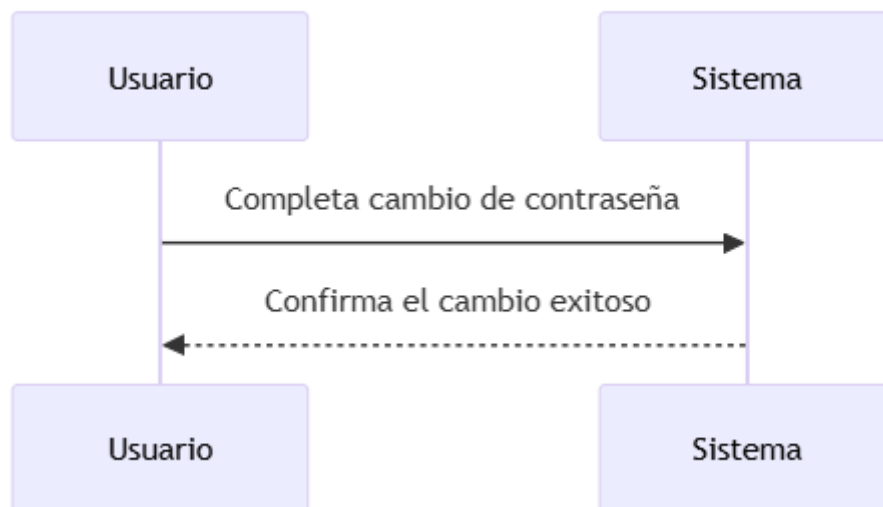 Usuario
Sistema
Completa cambio de contraseña
Confirma el cambio exitoso
Usuario
Sistema